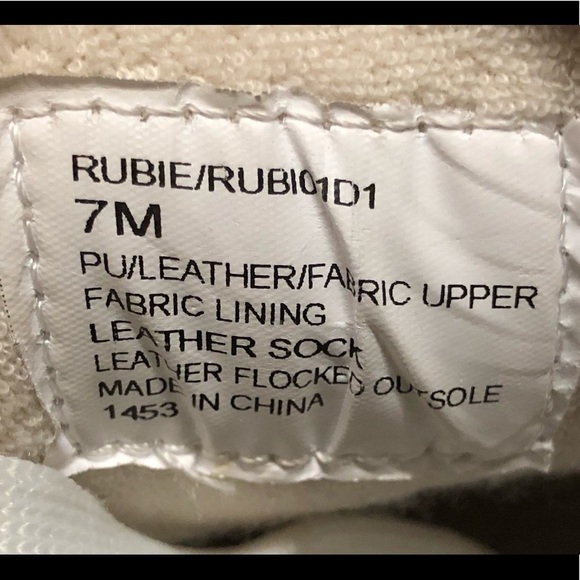 RUBIE/RUBI01D1
7M
PU/LEATHER/FABRIC UPPER
FABRIC LINING
LEATHER SOCK
LEATHER FLOCKED OUTSOLE
MADE IN CHINA
1453